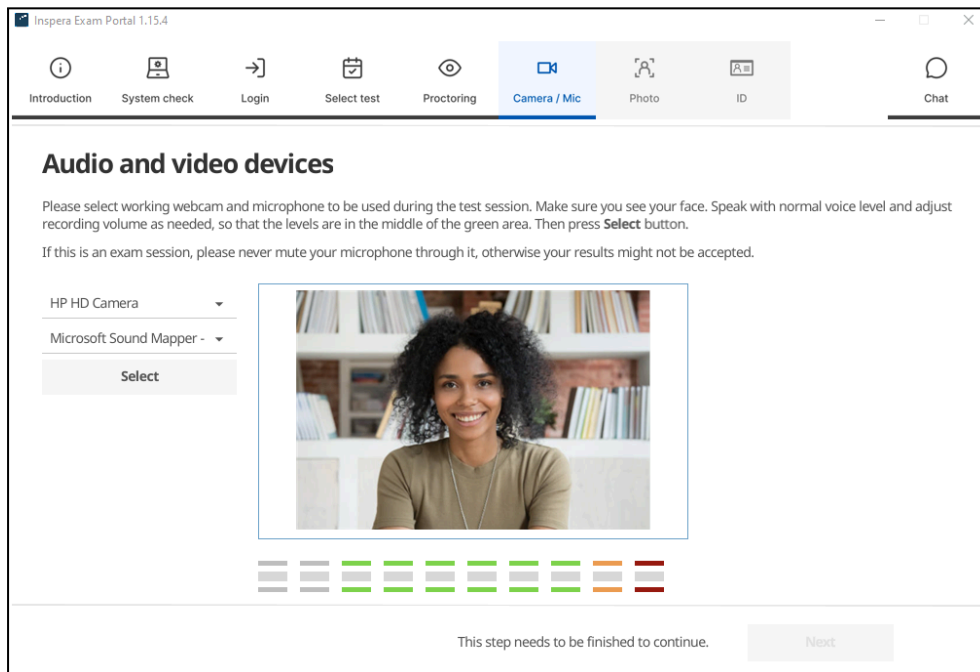 Inspera Exam Portal 1.15.4
Introduction
System check
Login
Select test
Proctoring
Camera / Mic
Photo
ID
Chat
Audio and video devices
Please select working webcam and microphone to be used during the test session. Make sure you see your face. Speak with normal voice level and adjust
recording volume as needed, so that the levels are in the middle of the green area. Then press Select button.
If this is an exam session, please never mute your microphone through it, otherwise your results might not be accepted.
HP HD Camera
Microsoft Sound Mapper -
Select
This step needs to be finished to continue.
Next